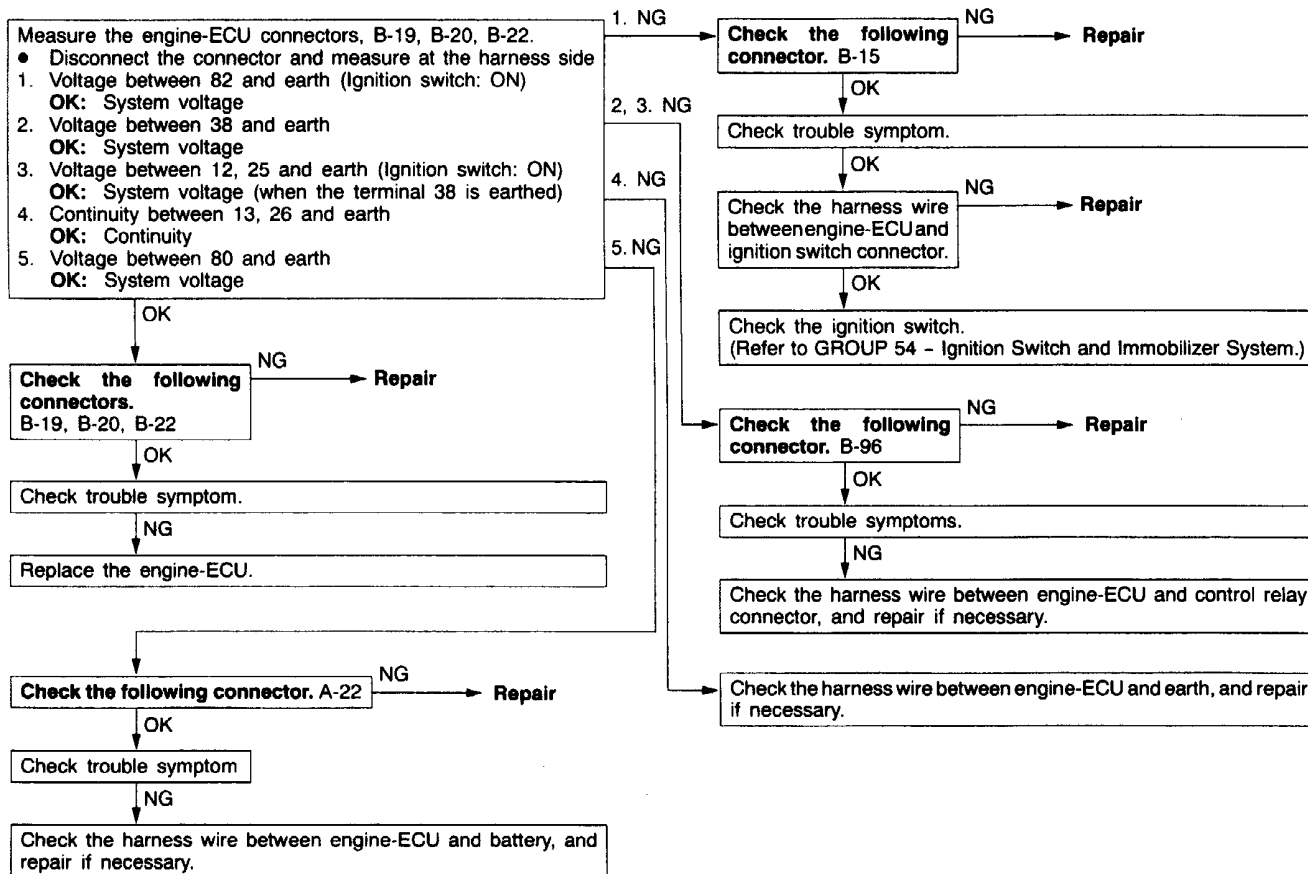 Measure the engine-ECU connectors, B-19, B-20, B-22.
● Disconnect the connector and measure at the harness side
1. Voltage between 82 and earth (Ignition switch: ON)
OK: System voltage
2. Voltage between 38 and earth
OK: System voltage
3. Voltage between 12, 25 and earth (Ignition switch: ON)
OK: System voltage (when the terminal 38 is earthed)
4. Continuity between 13, 26 and earth
OK: Continuity
5. Voltage between 80 and earth
OK: System voltage
1. NG
2, 3. NG
4. NG
5. NG
OK
Check the following
connectors.
B-19, B-20, B-22
NG
Repair
OK
Check trouble symptom.
NG
Replace the engine-ECU.
Check the following connector. A-22
NG
Repair
OK
Check trouble symptom
NG
Check the harness wire between engine-ECU and battery, and
repair if necessary.
Check the following
connector. B-15
NG
Repair
OK
Check trouble symptom.
OK
Check the harness wire
between engine-ECU and
ignition switch connector.
NG
Repair
OK
Check the ignition switch.
(Refer to GROUP 54 – Ignition Switch and Immobilizer System.)
Check the following
connector. B-96
NG
Repair
OK
Check trouble symptoms.
NG
Check the harness wire between engine-ECU and control relay
connector, and repair if necessary.
Check the harness wire between engine-ECU and earth, and repair
if necessary.